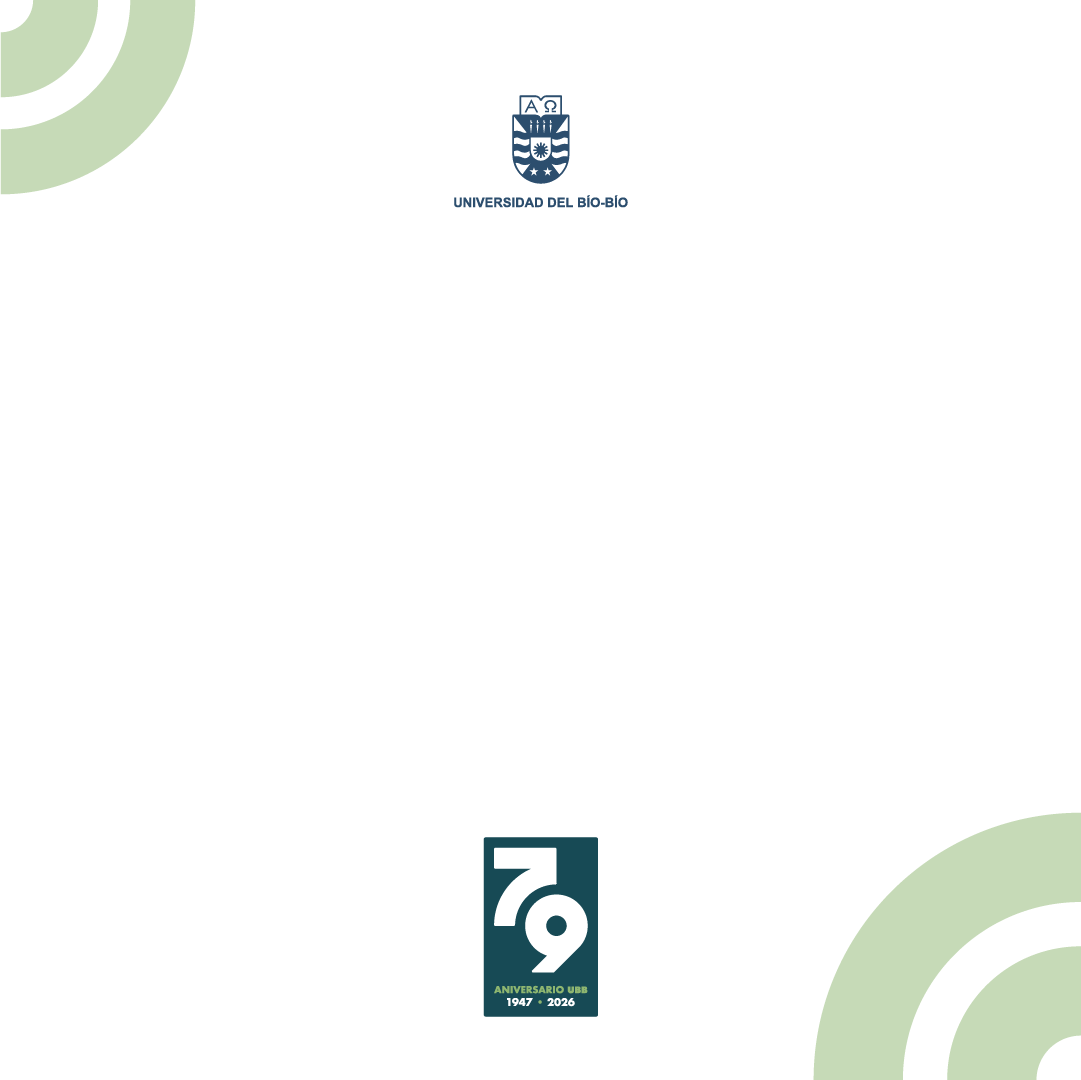 Α Ω
UNIVERSIDAD DEL BÍO-BÍO
79
ANIVERSARIO UBB
1947 • 2026